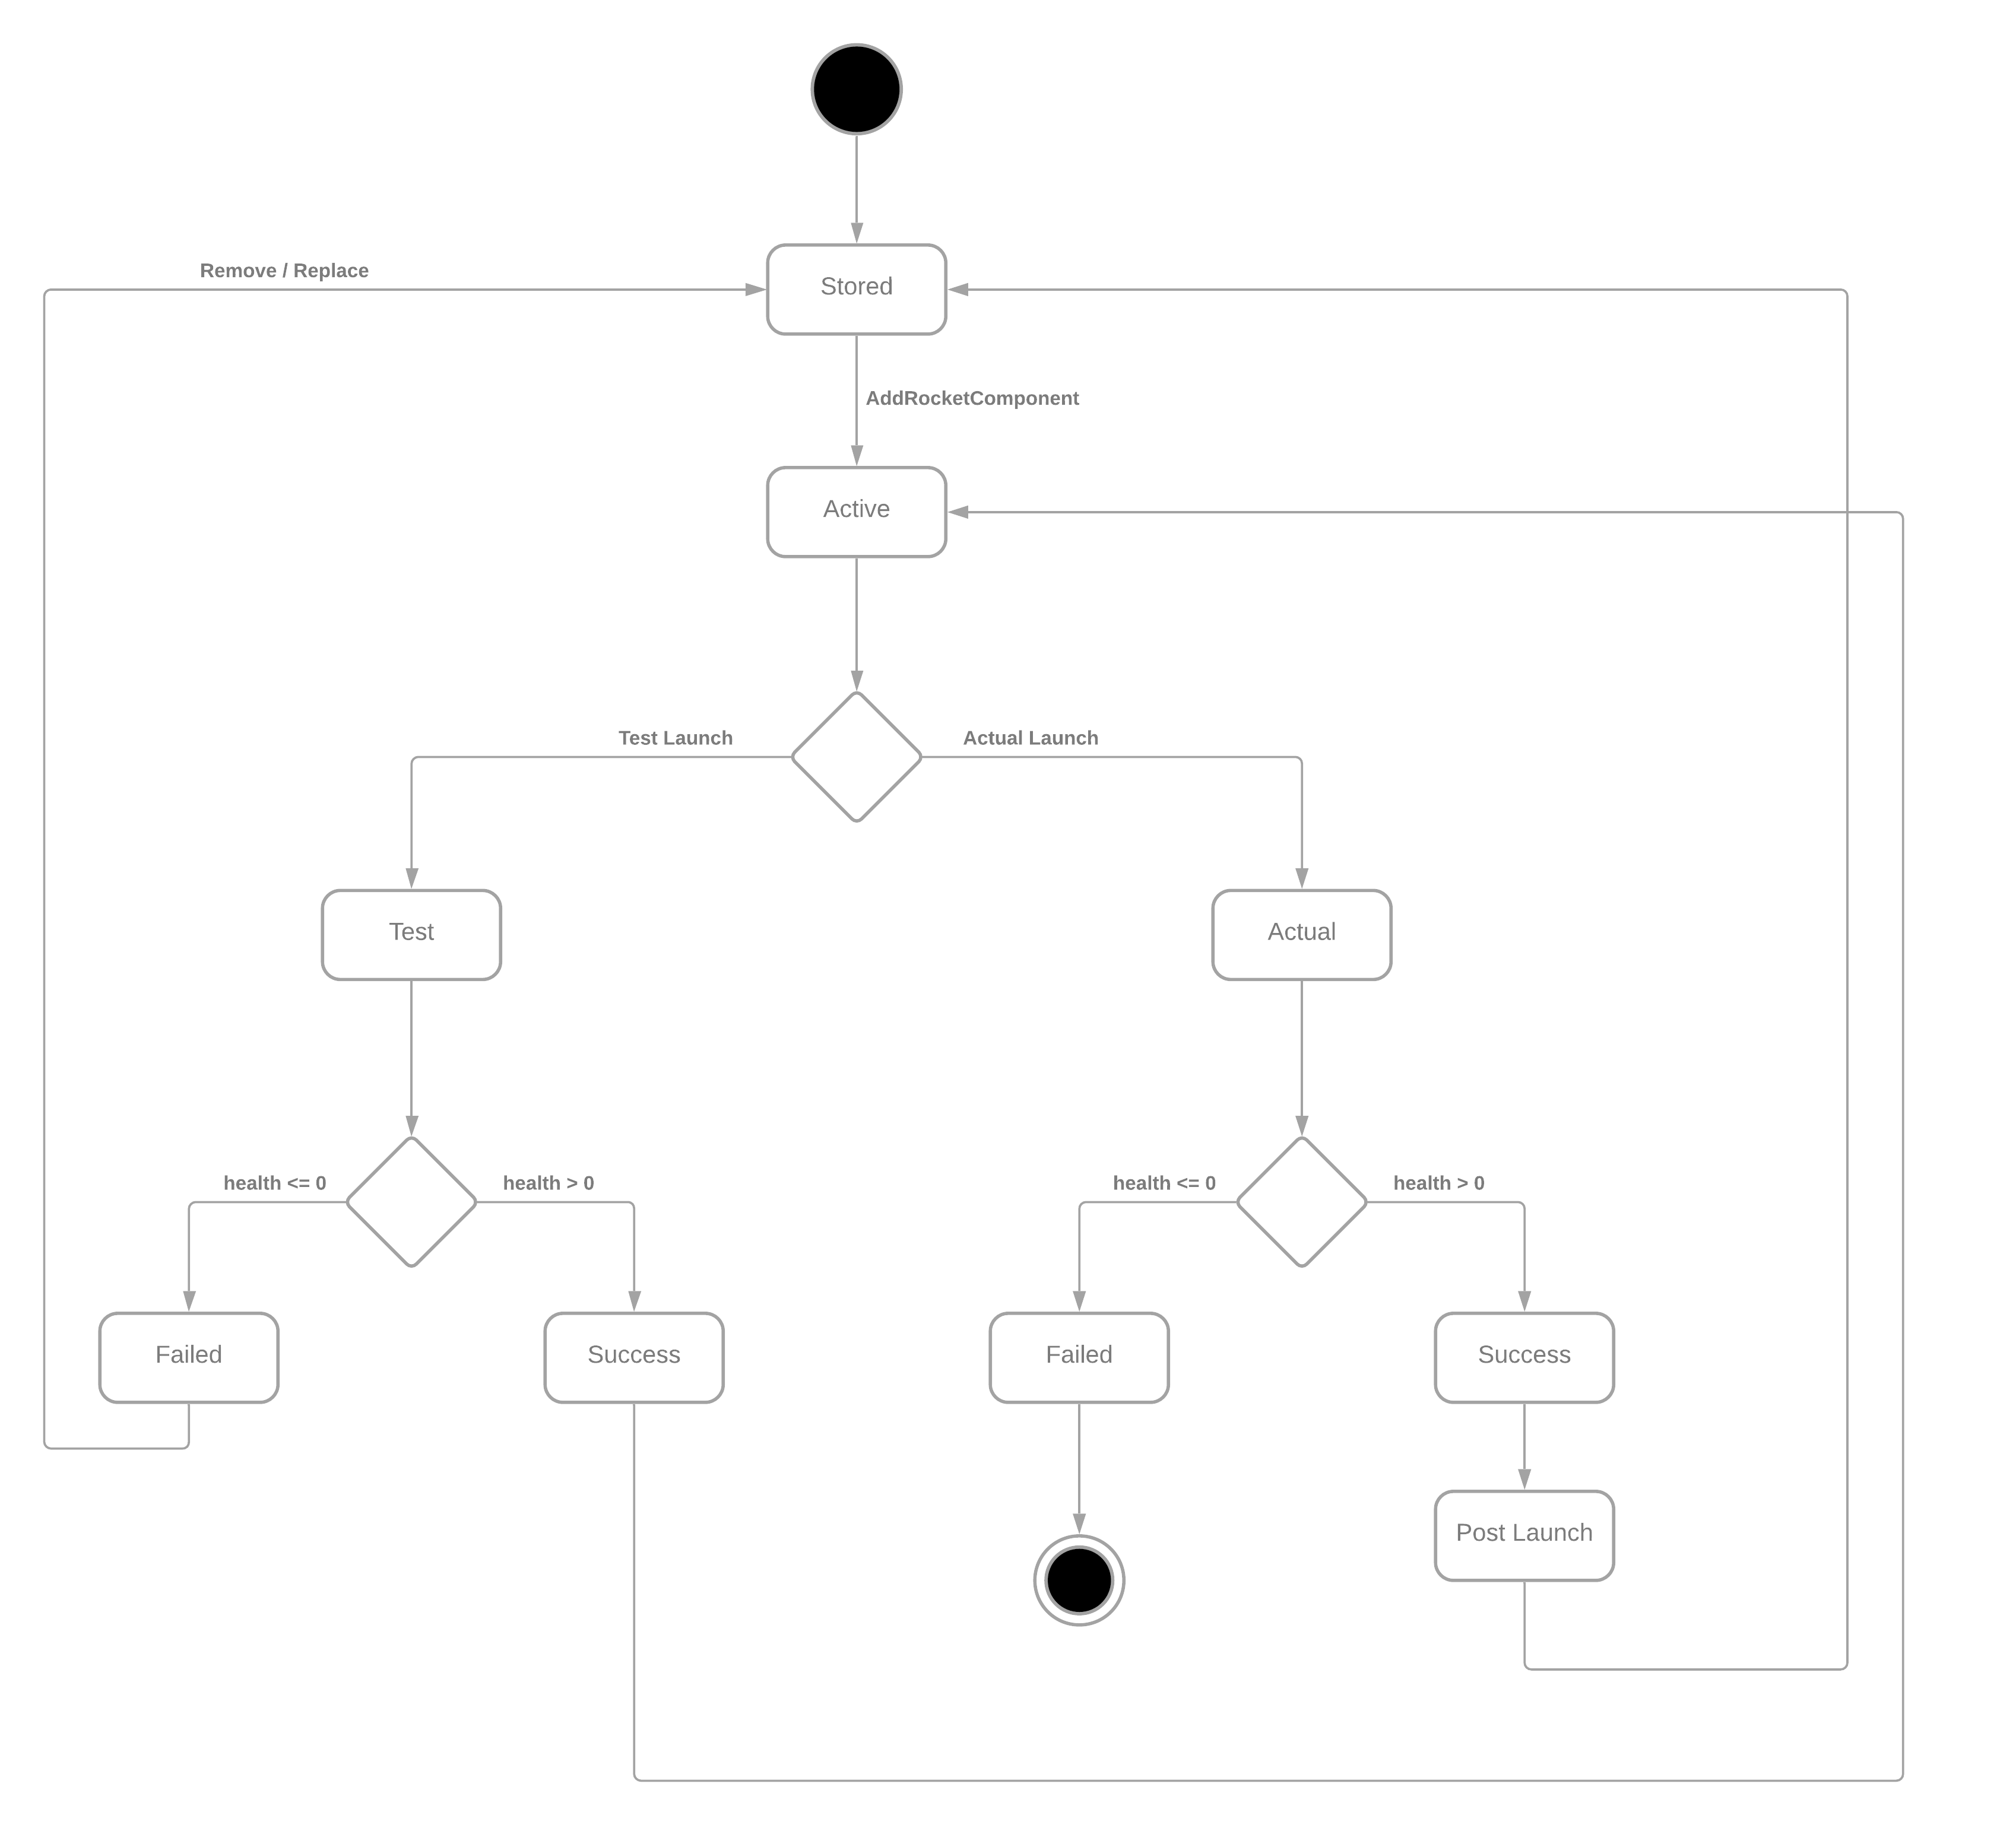 Remove / Replace
Stored
AddRocketComponent
Active
Test Launch
Actual Launch
Test
Actual
health <= 0
health > 0
health <= 0
health > 0
Failed
Success
Failed
Success
Post Launch